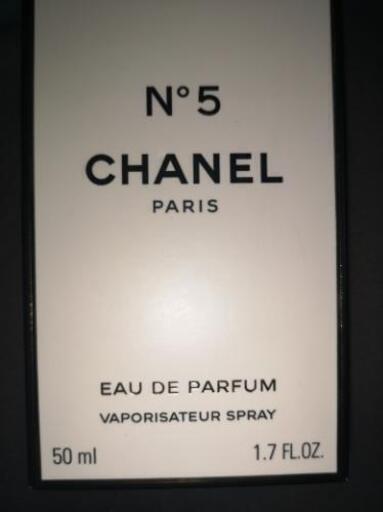 N°5
CHANEL
PARIS
EAU DE PARFUM
VAPORISATEUR SPRAY
50 ml 1.7 FL.OZ.